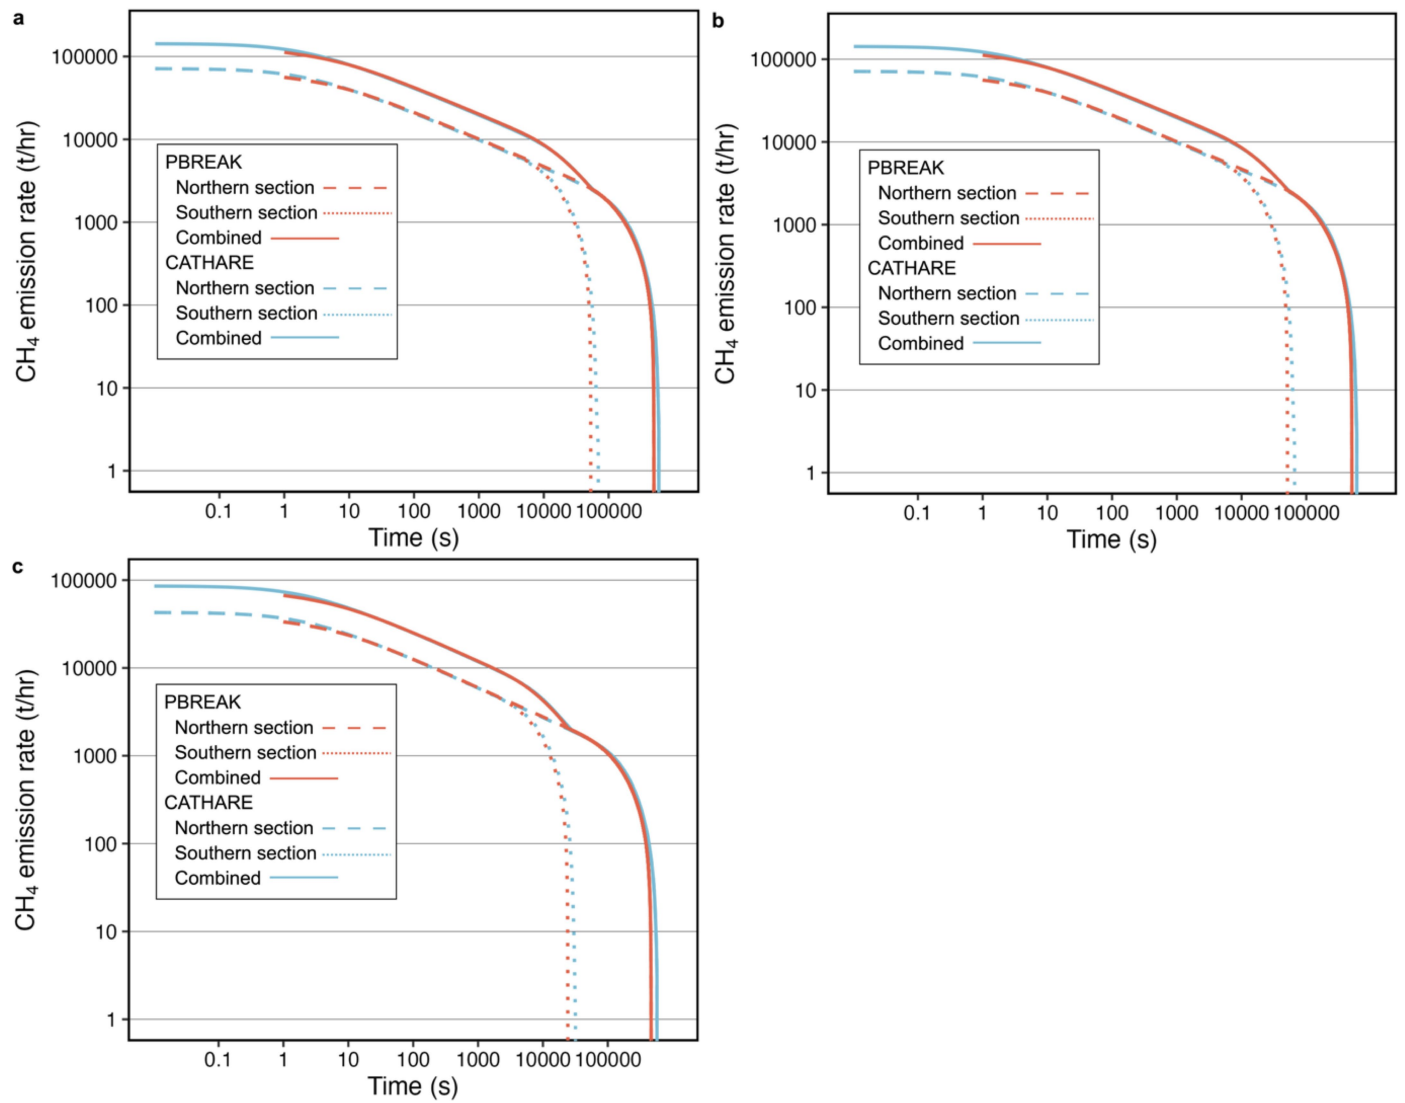 a
100000
10000
1000
100
10
1
CH4 emission rate (t/hr)
PBREAK
Northern section
Southern section
Combined
CATHARE
Northern section
Southern section
Combined
0.1 1 10 100 1000 10000 100000
Time (s)
b
100000
10000
1000
100
10
1
CH4 emission rate (t/hr)
PBREAK
Northern section
Southern section
Combined
CATHARE
Northern section
Southern section
Combined
0.1 1 10 100 1000 10000 100000
Time (s)
c
100000
10000
1000
100
10
1
CH4 emission rate (t/hr)
PBREAK
Northern section
Southern section
Combined
CATHARE
Northern section
Southern section
Combined
0.1 1 10 100 1000 10000 100000
Time (s)